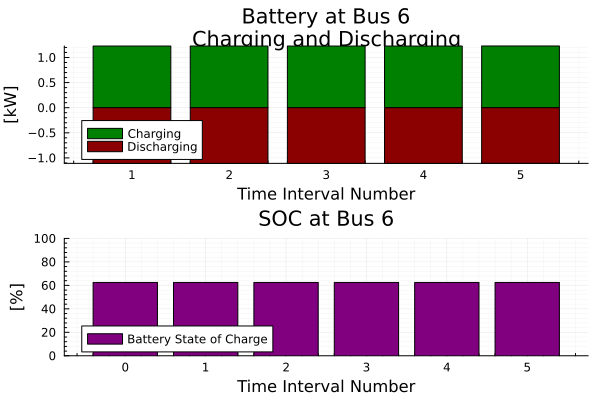 Battery at Bus 6
Charging and Discharging
[kW]
1.0
0.5
0.0
−0.5
−1.0
Charging
Discharging
1 2 3 4 5
Time Interval Number
SOC at Bus 6
[%]
100
80
60
40
20
0
Battery State of Charge
0 1 2 3 4 5
Time Interval Number